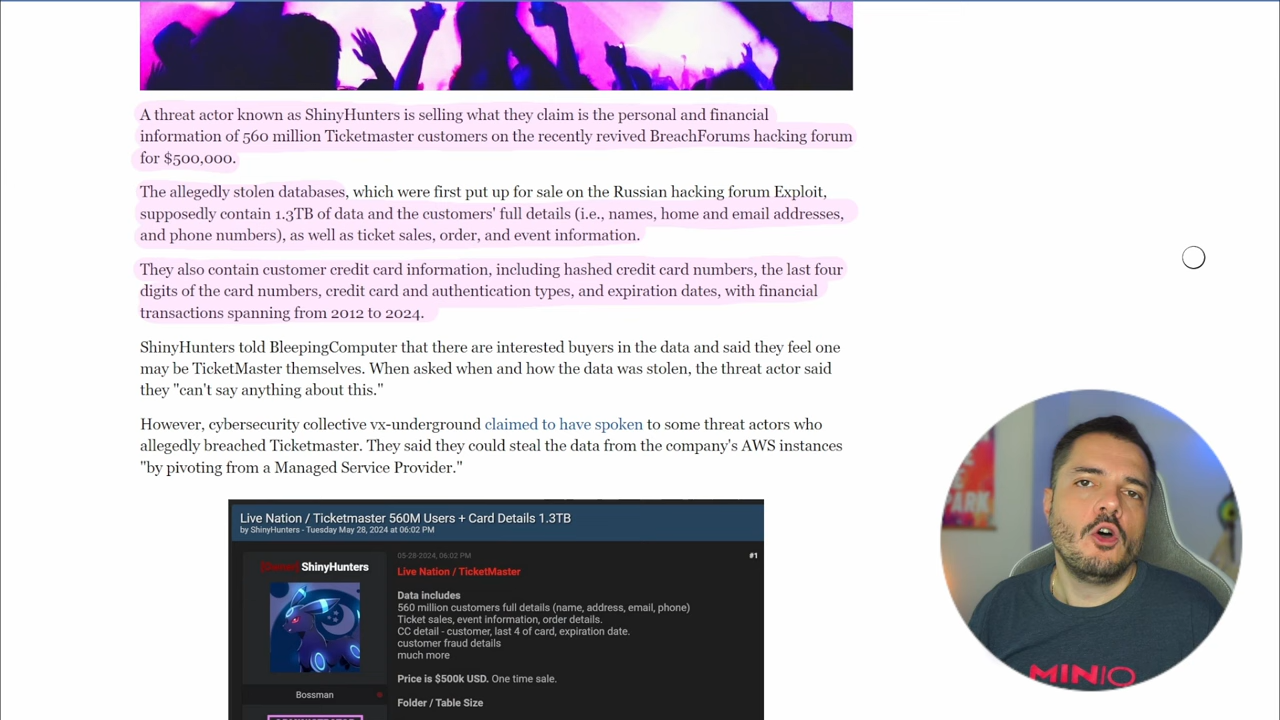 A threat actor known as ShinyHunters is selling what they claim is the personal and financial
information of 560 million Ticketmaster customers on the recently revived BreachForums hacking forum
for $500,000.
The allegedly stolen databases, which were first put up for sale on the Russian hacking forum Exploit,
supposedly contain 1.3TB of data and the customers' full details (i.e., names, home and email addresses,
and phone numbers), as well as ticket sales, order, and event information.
They also contain customer credit card information, including hashed credit card numbers, the last four
digits of the card numbers, credit card and authentication types, and expiration dates, with financial
transactions spanning from 2012 to 2024.
ShinyHunters told BleepingComputer that there are interested buyers in the data and said they feel one
may be TicketMaster themselves. When asked when and how the data was stolen, the threat actor said
they "can't say anything about this."
However, cybersecurity collective vx-underground claimed to have spoken to some threat actors who
allegedly breached Ticketmaster. They said they could steal the data from the company's AWS instances
"by pivoting from a Managed Service Provider."
Live Nation / Ticketmaster 560M Users + Card Details 1.3TB
by ShinyHunters - Tuesday May 28, 2024 at 06:02 PM
ShinyHunters
Bossman
05-28-2024, 06:02 PM
#1
Live Nation / TicketMaster
Data includes
560 million customers full details (name, address, email, phone)
Ticket sales, event information, order details.
CC detail - customer, last 4 of card, expiration date.
customer fraud details
much more
Price is $500k USD. One time sale.
Folder / Table Size
MINIO